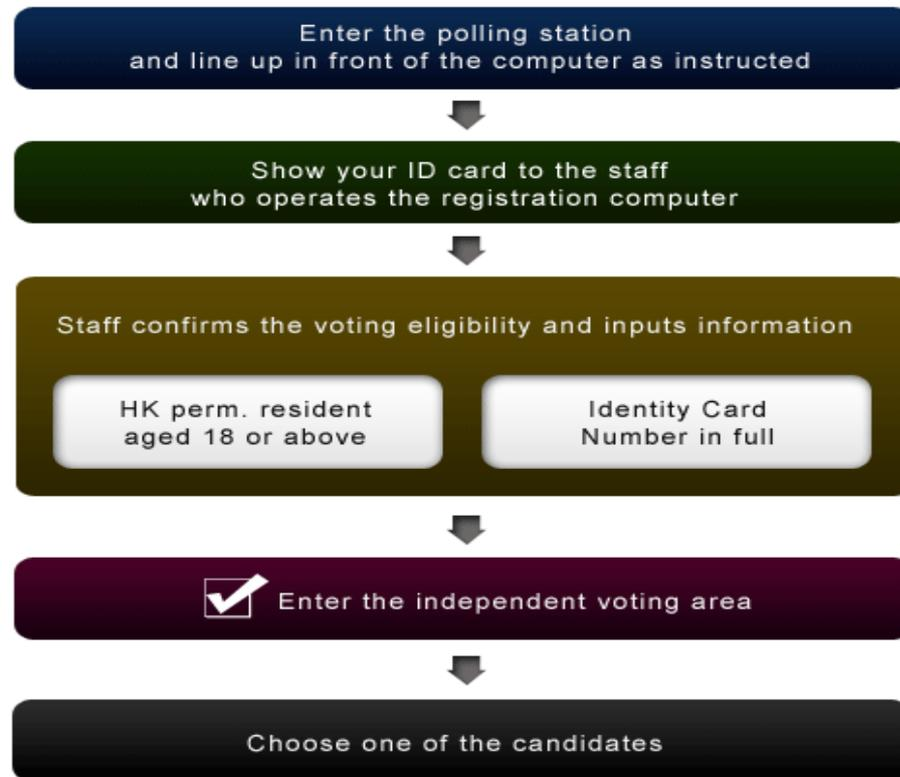 Enter the polling station
and line up in front of the computer as instructed
Show your ID card to the staff
who operates the registration computer
Staff confirms the voting eligibility and inputs information
HK perm. resident
aged 18 or above
Identity Card
Number in full
Enter the independent voting area
Choose one of the candidates